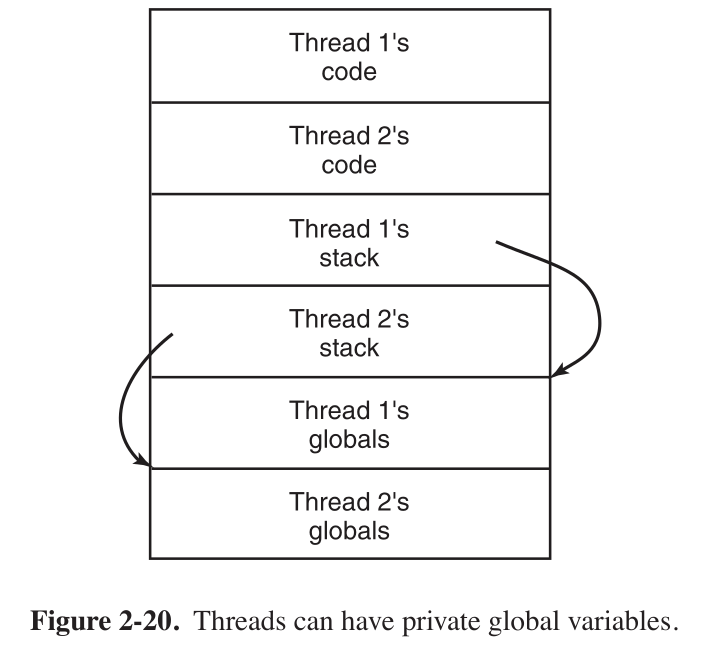 Thread 1's
code
Thread 2's
code
Thread 1's
stack
Thread 2's
stack
Thread 1's
globals
Thread 2's
globals
Figure 2-20. Threads can have private global variables.